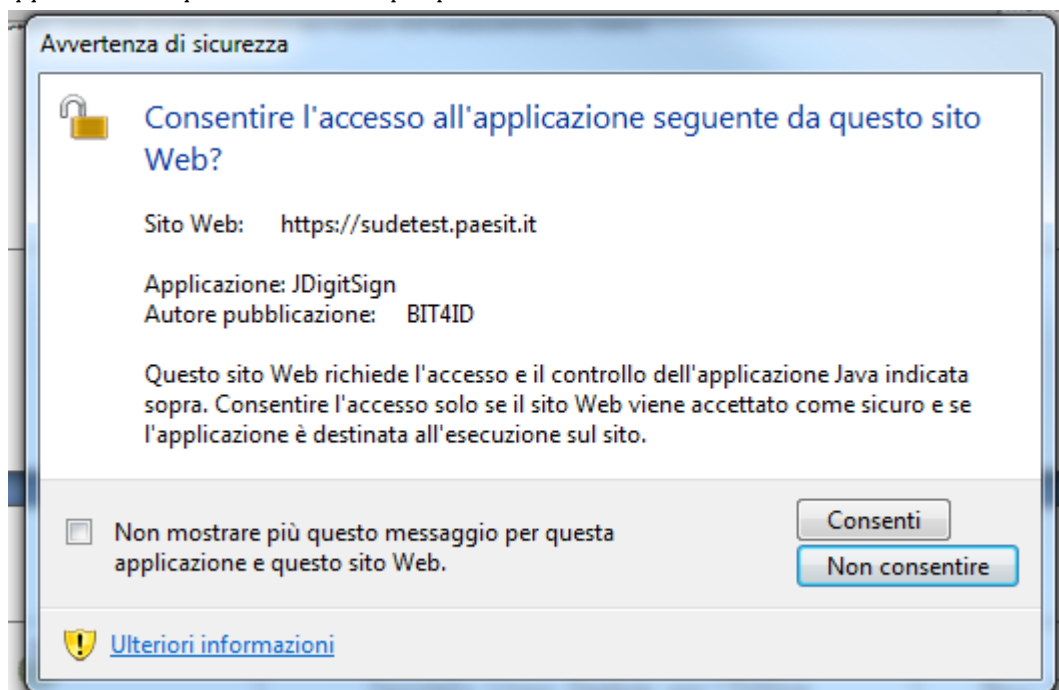 Avvertenza di sicurezza
Consentire l'accesso all'applicazione seguente da questo sito
Web?
Sito Web: https://sudetest.paesit.it
Applicazione: JDigitSign
Autore pubblicazione: BIT4ID
Questo sito Web richiede l'accesso e il controllo dell'applicazione Java indicata
sopra. Consentire l'accesso solo se il sito Web viene accettato come sicuro e se
l'applicazione è destinata all'esecuzione sul sito.
Non mostrare più questo messaggio per questa
applicazione e questo sito Web.
Consenti
Non consentire
Ulteriori informazioni